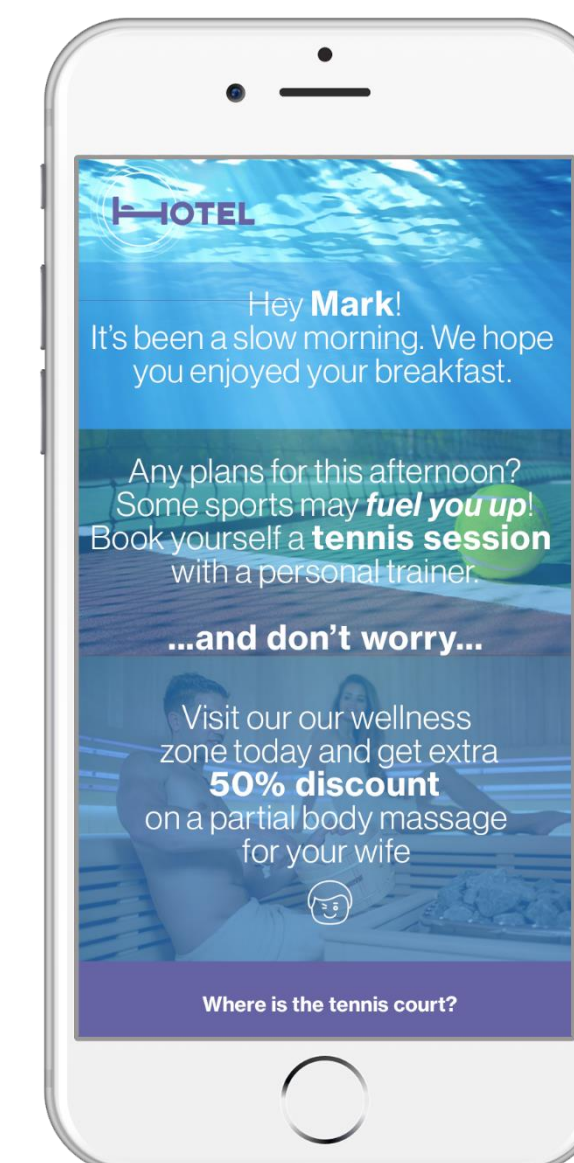 HOTEL
Hey Mark!
It's been a slow morning. We hope
you enjoyed your breakfast.
Any plans for this afternoon?
Some sports may fuel you up!
Book yourself a tennis session
with a personal trainer.
...and don't worry...
Visit our our wellness
zone today and get extra
50% discount
on a partial body massage
for your wife
Where is the tennis court?